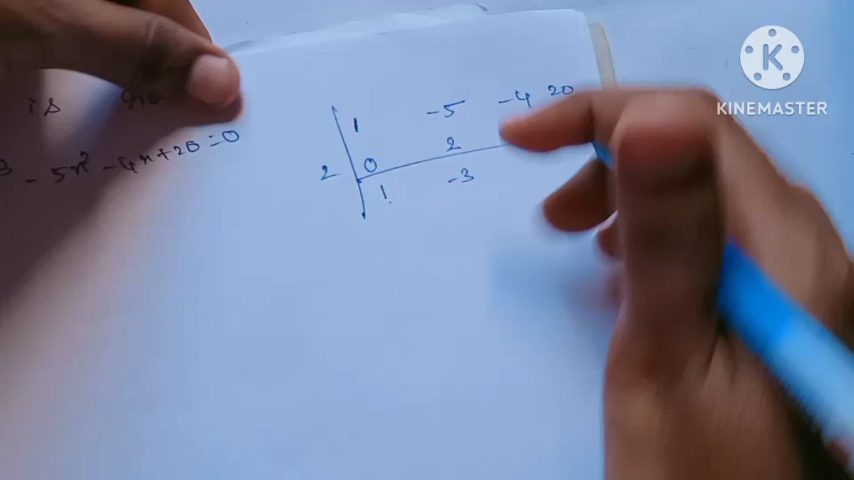 is
3 - 5x² - 4x + 20 = 0
1 -5 -4 20
2 0 2
1 -3
K
KINEMASTER